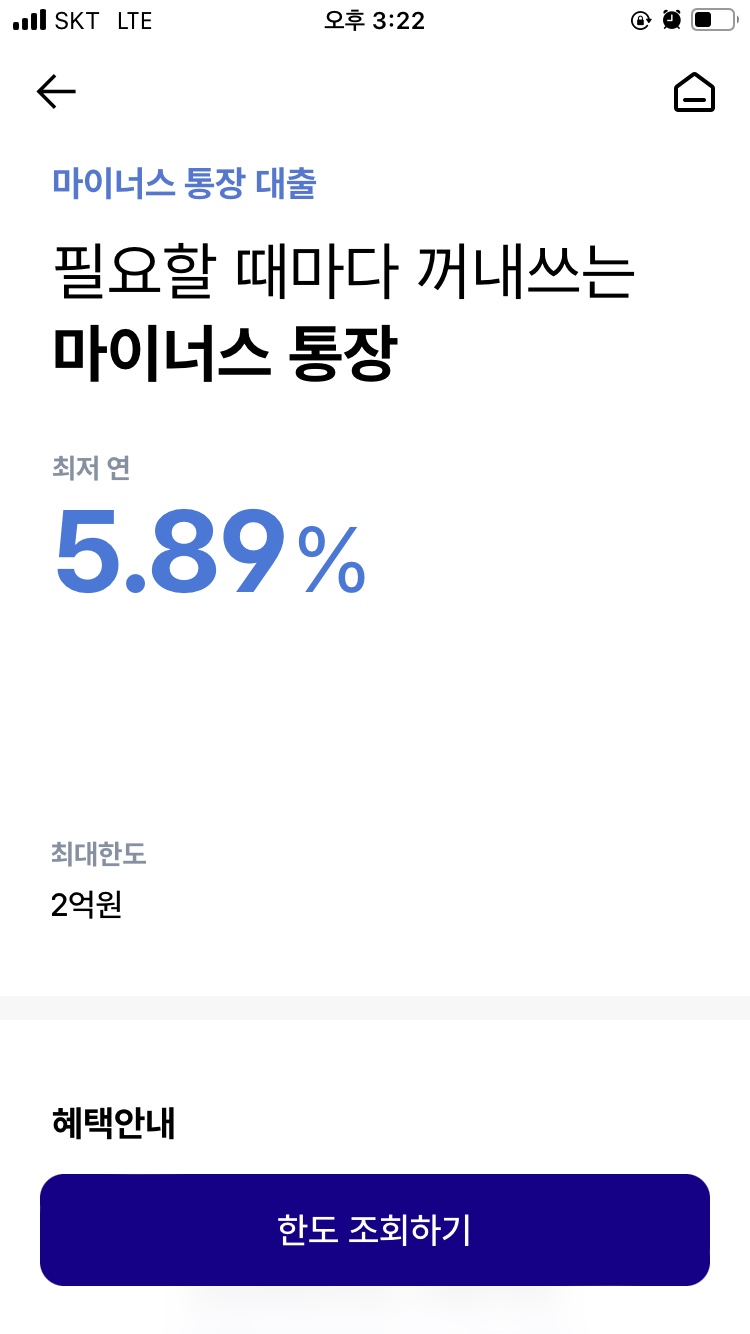 SKT LTE 오후 3:22
마이너스 통장 대출
필요할 때마다 꺼내쓰는
마이너스 통장
최저 연
5.89%
최대한도
2억원
혜택안내
한도 조회하기